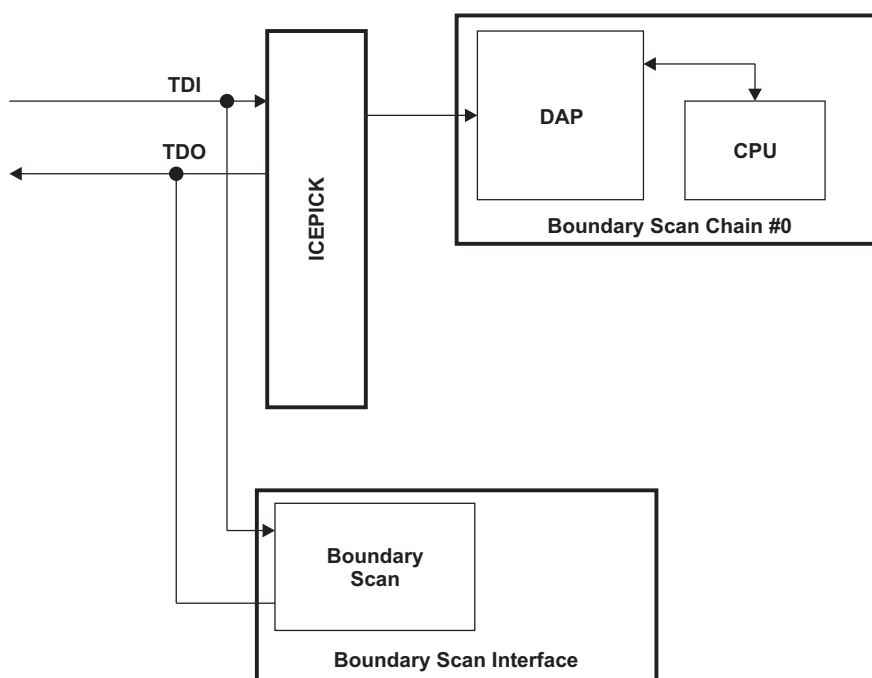 TDI
TDO
ICEPICK
DAP
CPU
Boundary Scan Chain #0
Boundary
Scan
Boundary Scan Interface